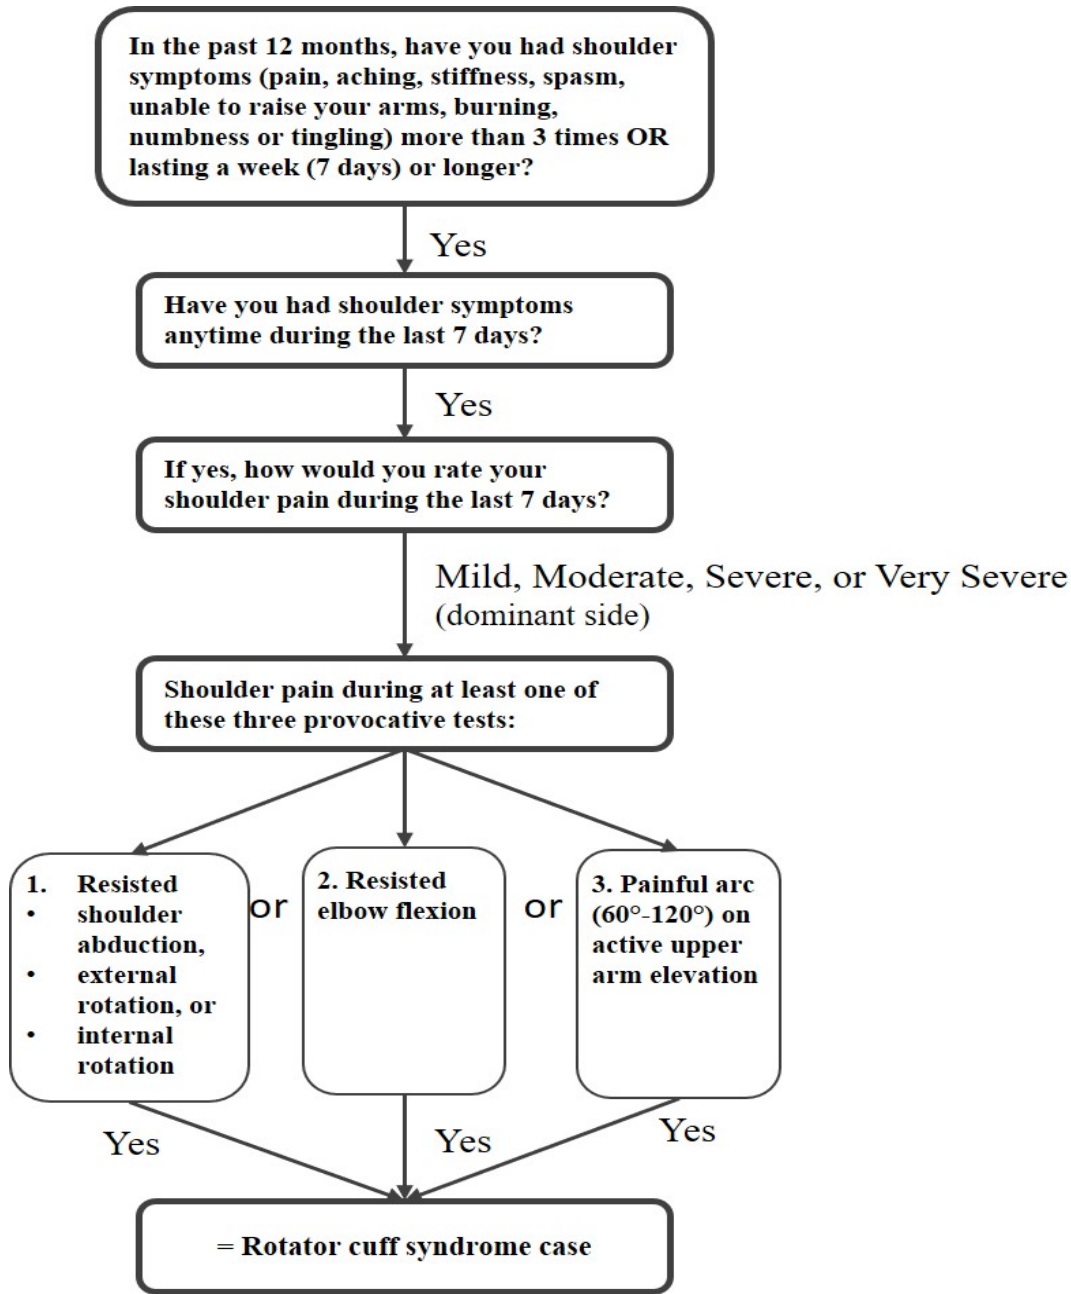 In the past 12 months, have you had shoulder
symptoms (pain, aching, stiffness, spasm,
unable to raise your arms, burning,
numbness or tingling) more than 3 times OR
lasting a week (7 days) or longer?
Yes
Have you had shoulder symptoms
anytime during the last 7 days?
Yes
If yes, how would you rate your
shoulder pain during the last 7 days?
Mild, Moderate, Severe, or Very Severe
(dominant side)
Shoulder pain during at least one of
these three provocative tests:
1. Resisted
• shoulder
abduction,
• external
rotation, or
• internal
rotation
or
2. Resisted
elbow flexion
or
3. Painful arc
(60°-120°) on
active upper
arm elevation
Yes
Yes
Yes
= Rotator cuff syndrome case